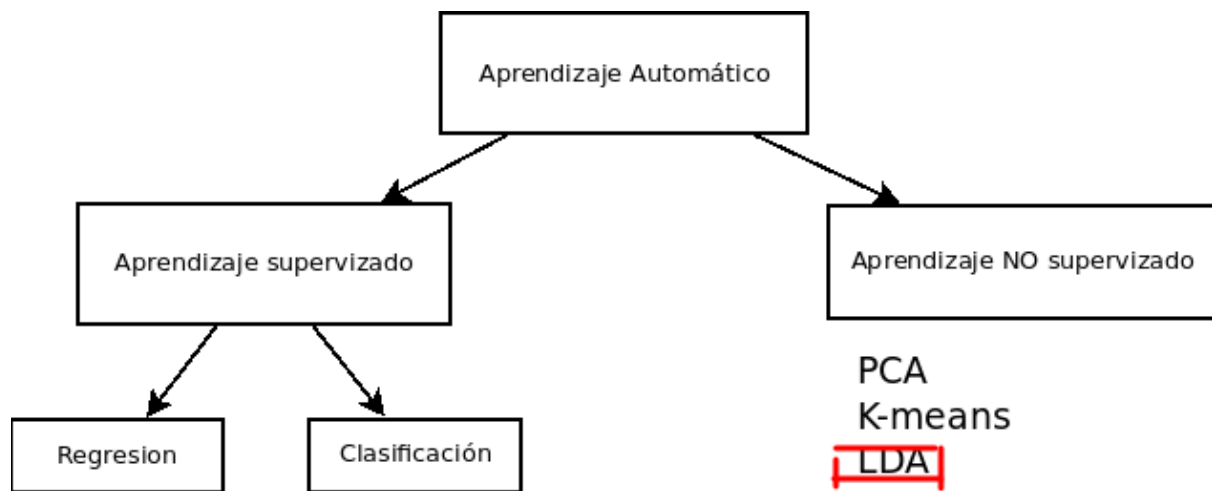 Aprendizaje Automático
Aprendizaje supervizado
Aprendizaje NO supervizado
Regresion
Clasificación
PCA
K-means
LDA